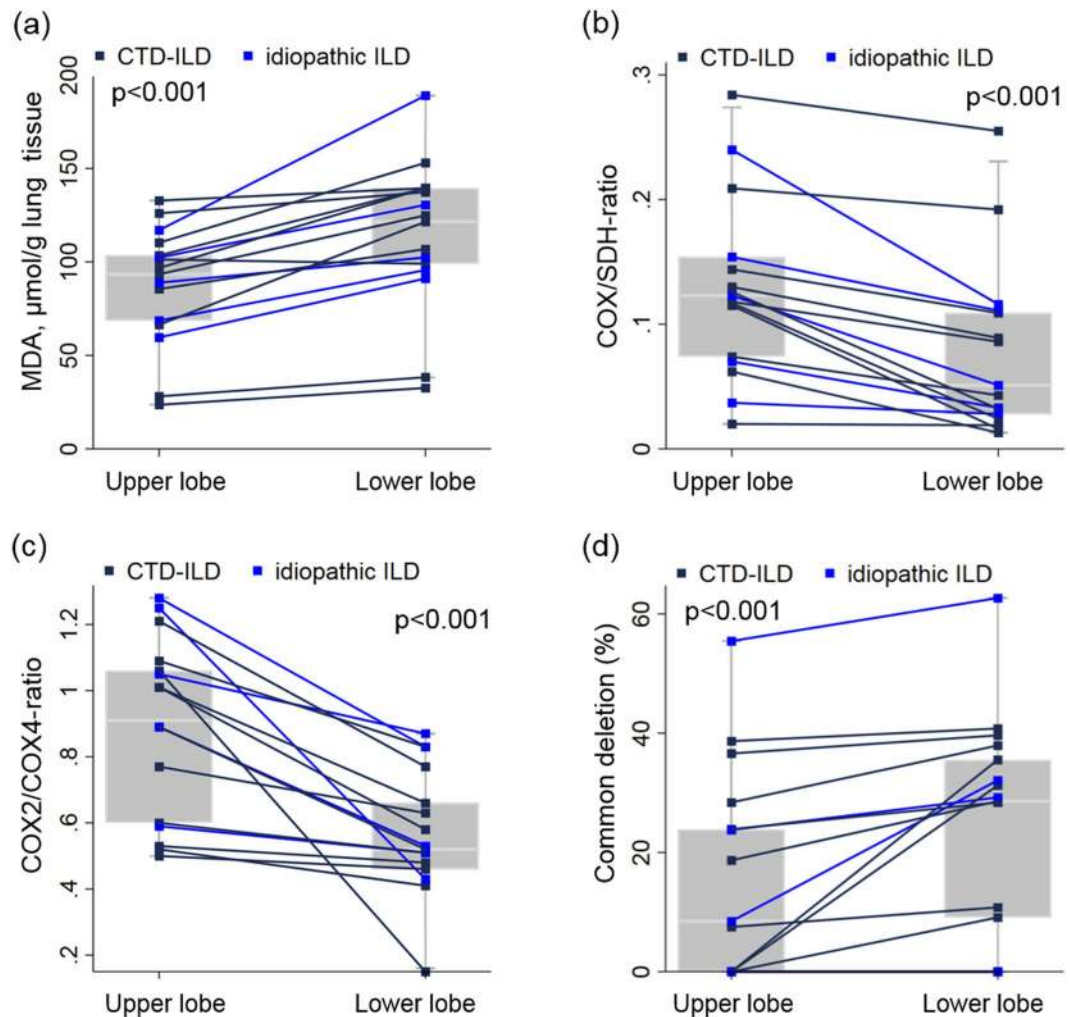 (a)
CTD-ILD idiopathic ILD
p<0.001
MDA, µmol/g lung tissue
200
150
100
50
0
Upper lobe Lower lobe
(b)
CTD-ILD idiopathic ILD
p<0.001
COX/SDH-ratio
.3
.2
.1
0
Upper lobe Lower lobe
(c)
CTD-ILD idiopathic ILD
p<0.001
COX2/COX4-ratio
1.2
1
.8
.6
.4
.2
Upper lobe Lower lobe
(d)
CTD-ILD idiopathic ILD
p<0.001
Common deletion (%)
60
40
20
0
Upper lobe Lower lobe